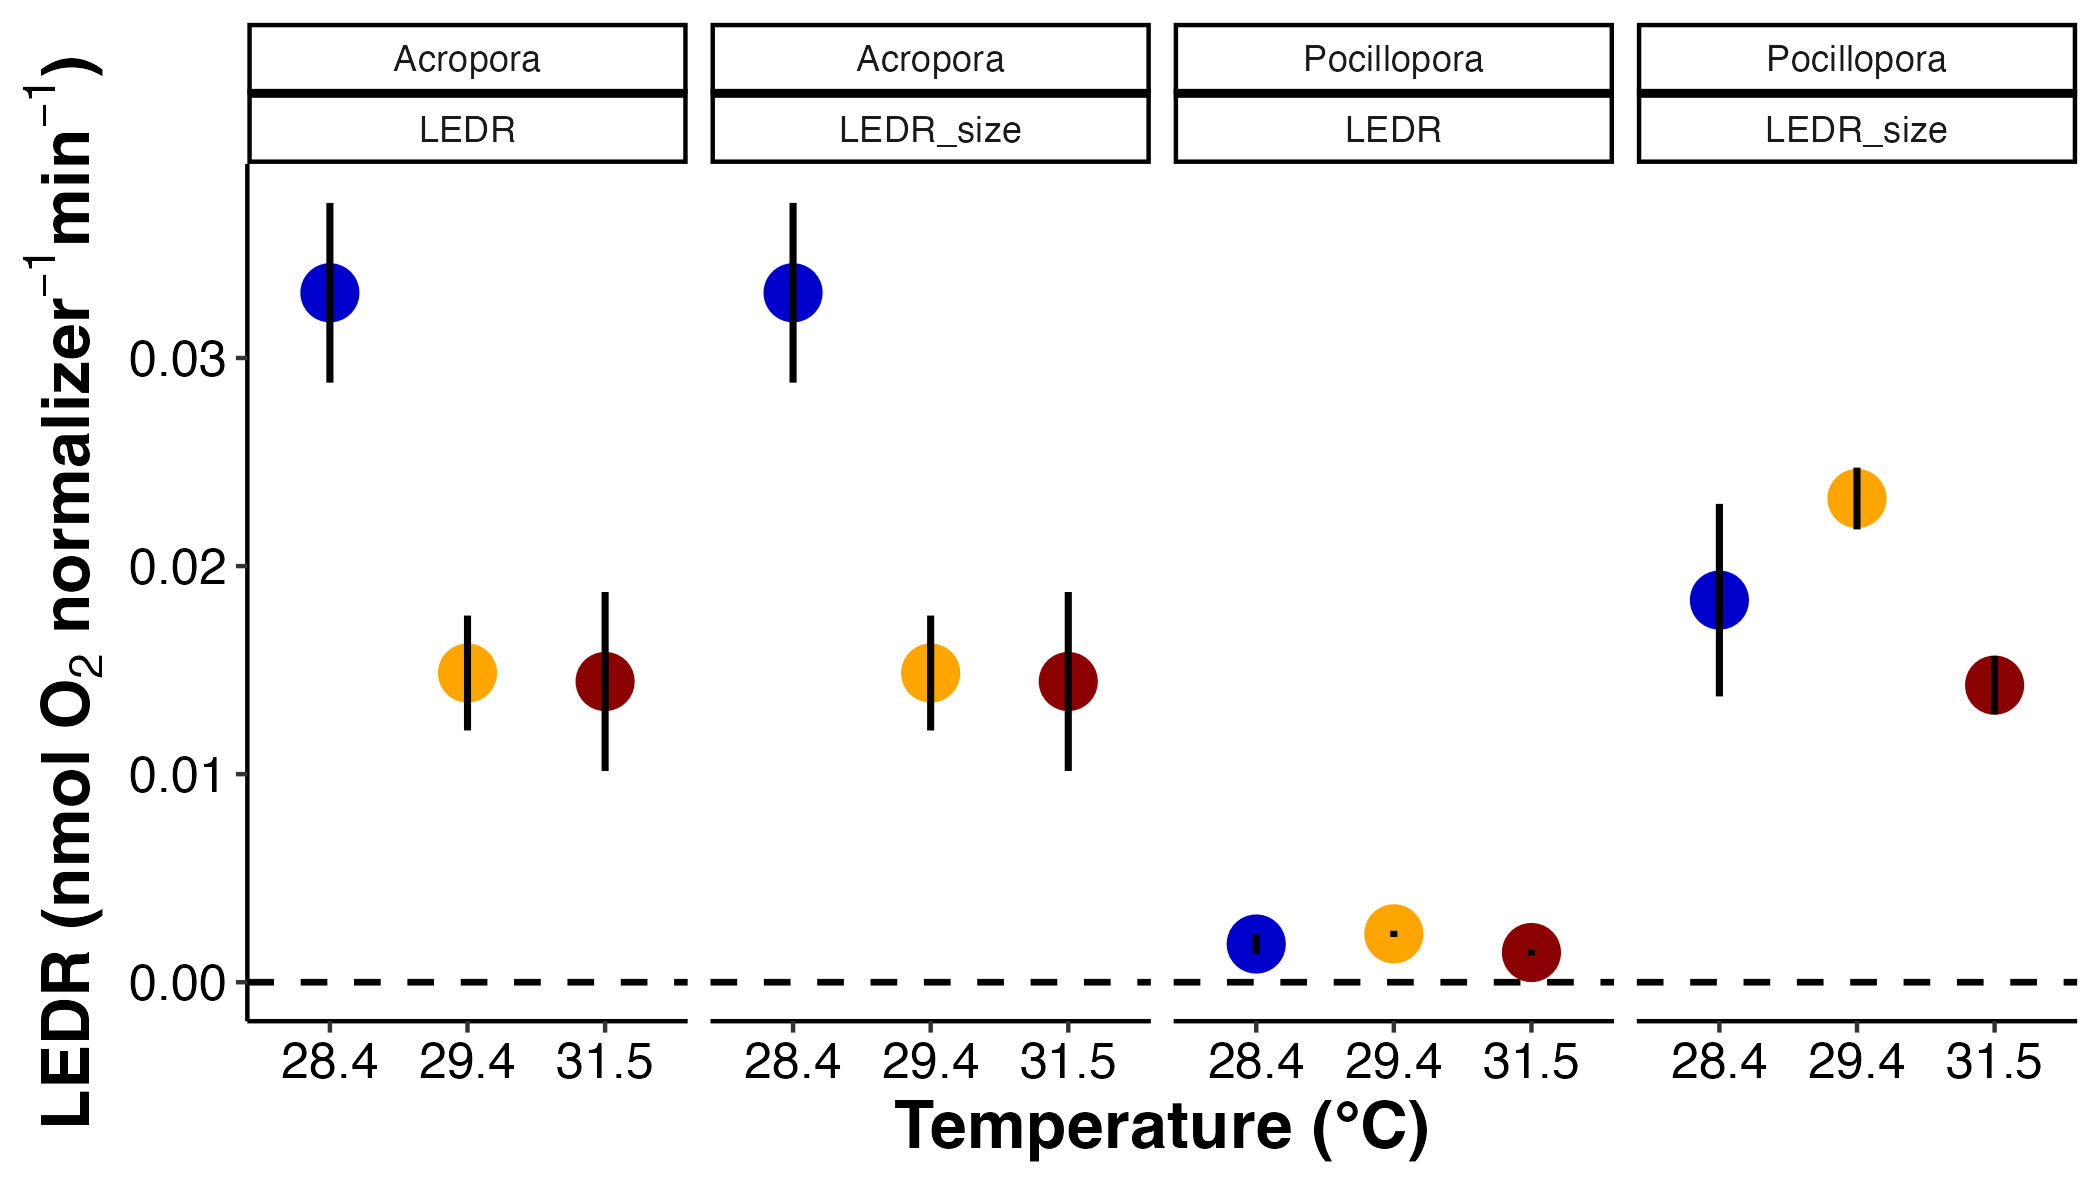 Acropora Acropora Pocillopora Pocillopora
LEDR LEDR_size LEDR LEDR_size
LEDR (nmol O₂ normalizer⁻¹min⁻¹)
0.03
0.02
0.01
0.00
28.4 29.4 31.5 28.4 29.4 31.5 28.4 29.4 31.5 28.4 29.4 31.5
Temperature (°C)